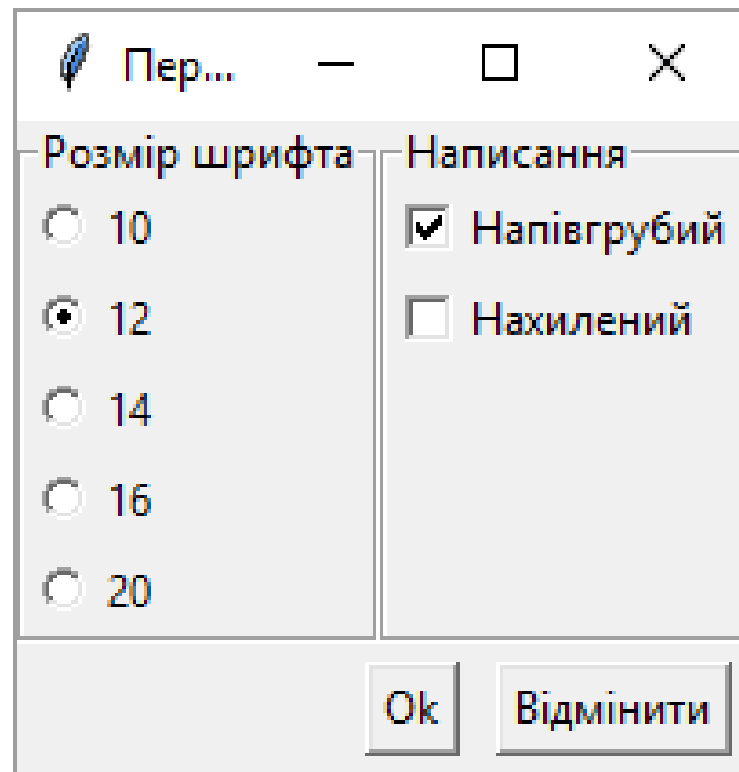 Пер...
Розмір шрифта
10
12
14
16
20
Написання
Напівгрубий
Нахилений
Ok
Відмінити